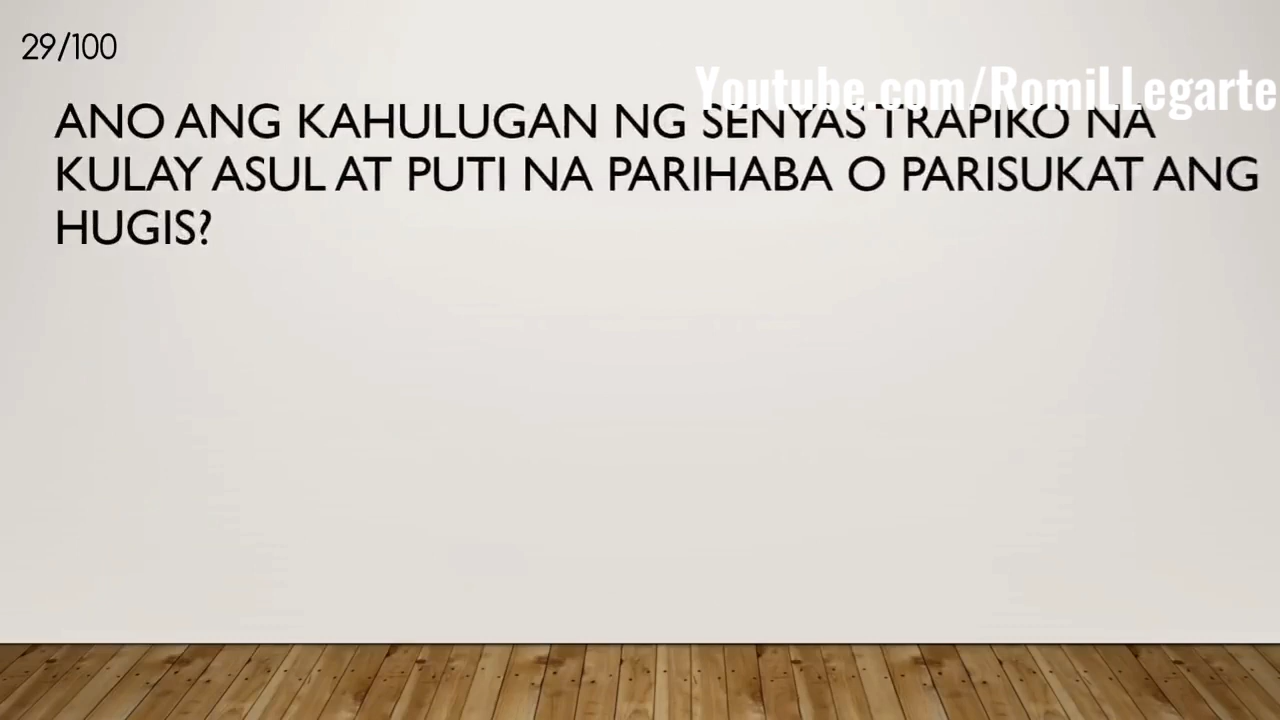 29/100
Youtube.com/RomiLLegarte
ANO ANG KAHULUGAN NG SENYAS TRAPIKO NA
KULAY ASUL AT PUTI NA PARIHABA O PARISUKAT ANG
HUGIS?